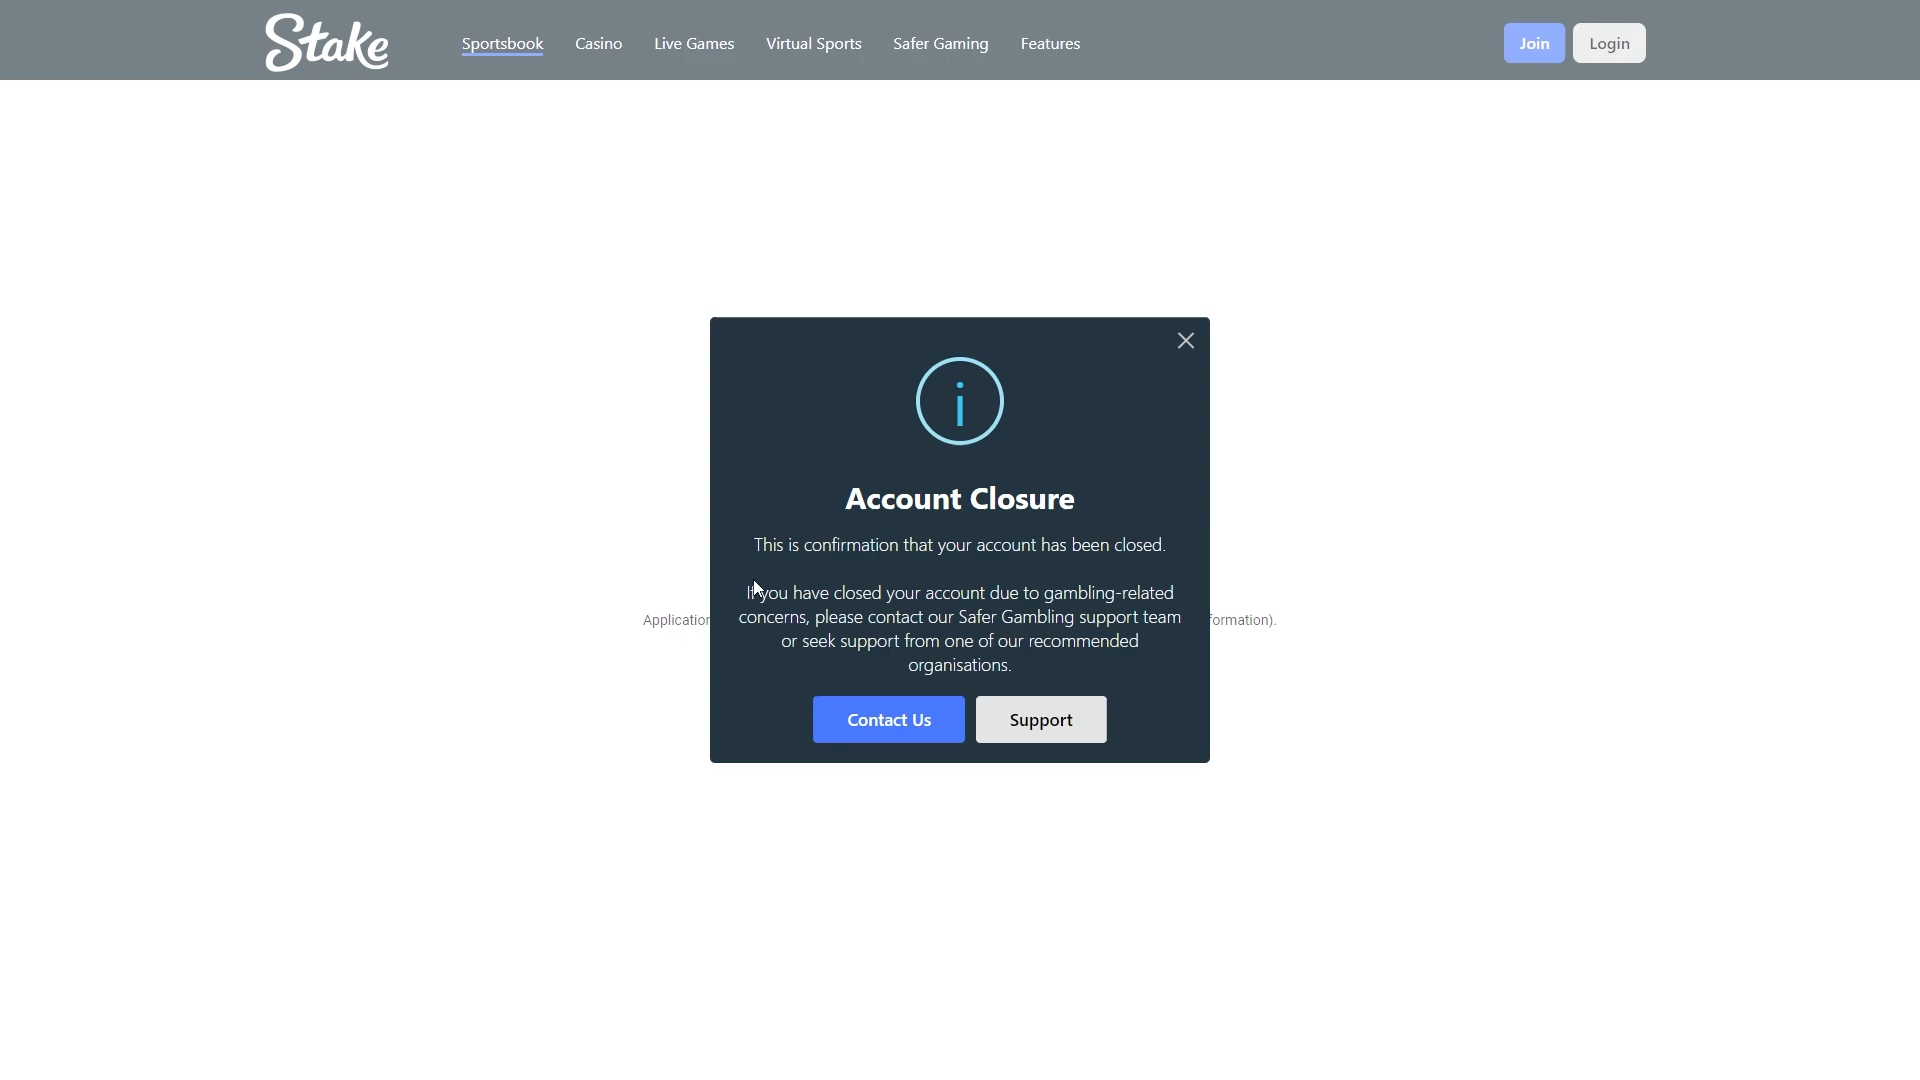 Stake
Sportsbook
Casino
Live Games
Virtual Sports
Safer Gaming
Features
Join
Login
i
Account Closure
This is confirmation that your account has been closed.
If you have closed your account due to gambling-related
concerns, please contact our Safer Gambling support team
or seek support from one of our recommended
organisations.
Application
formation).
Contact Us
Support